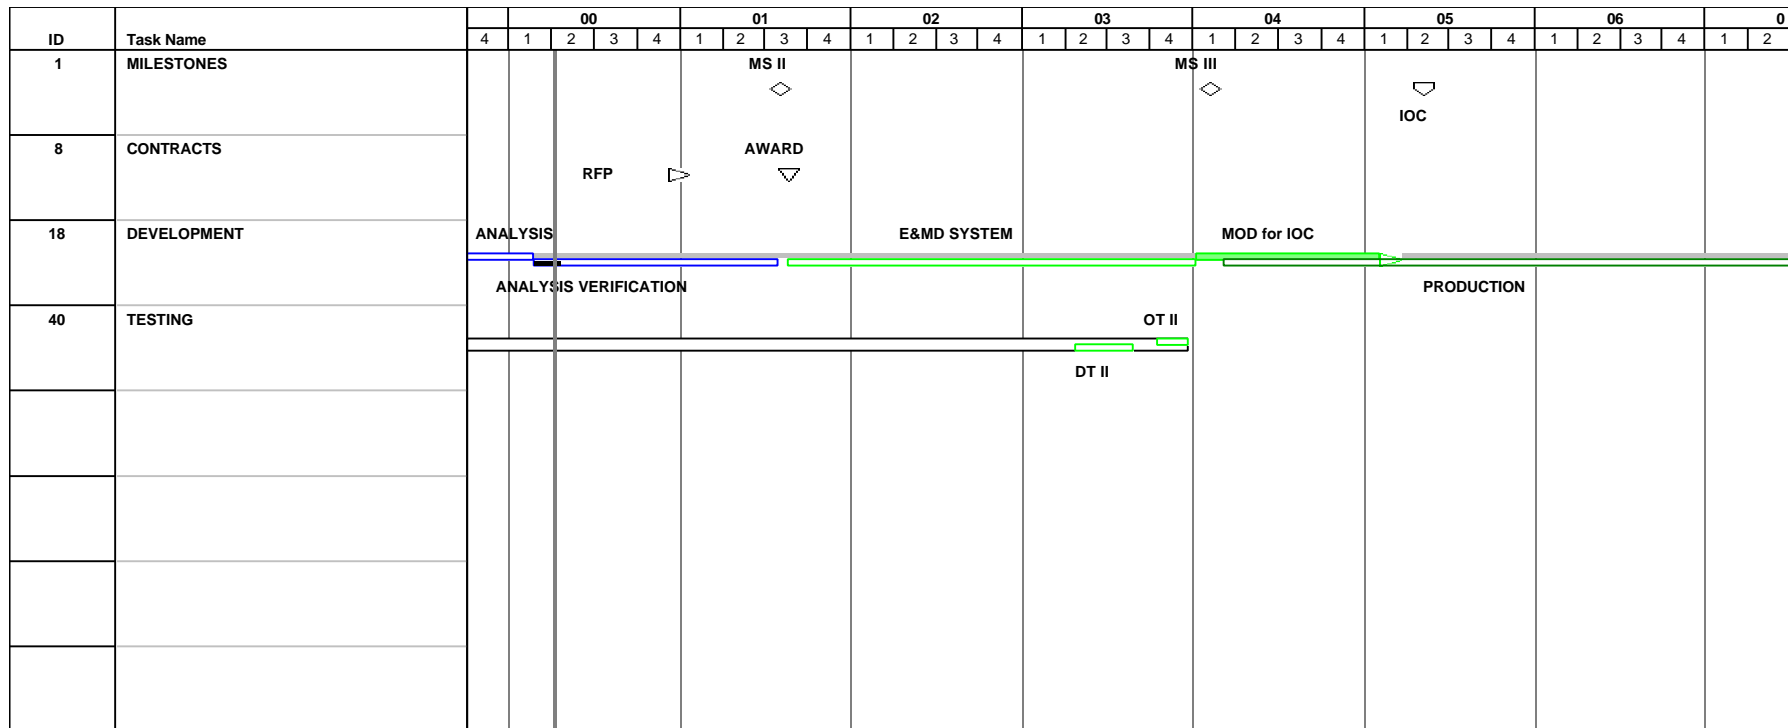 00 01 02 03 04 05 06 0
ID Task Name 4 1 2 3 4 1 2 3 4 1 2 3 4 1 2 3 4 1 2 3 4 1 2 3 4 1 2 3 4 1 2
1 MILESTONES MS II MS III
IOC
8 CONTRACTS AWARD
RFP
18 DEVELOPMENT ANALYSIS E&MD SYSTEM MOD for IOC
ANALYSIS VERIFICATION PRODUCTION
40 TESTING OT II
DT II